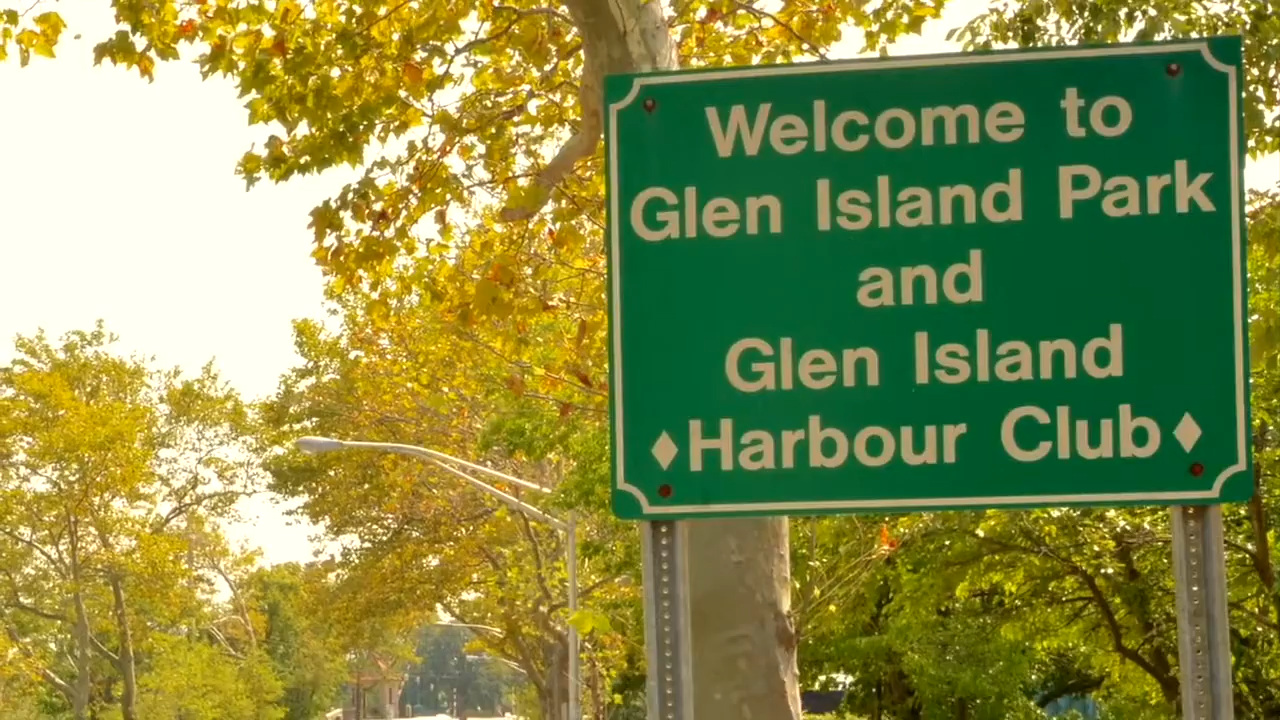 Welcome to
Glen Island Park
and
Glen Island
Harbour Club